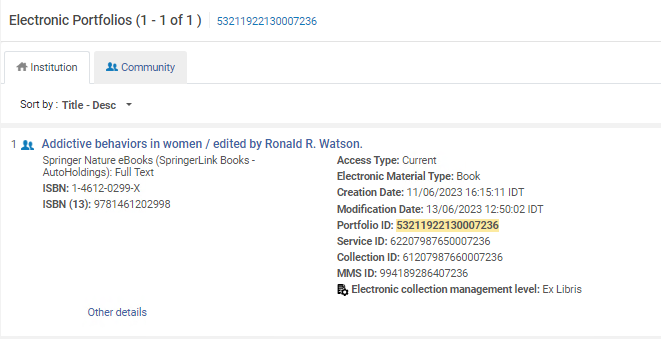 Electronic Portfolios (1 - 1 of 1 ) 53211922130007236
Institution Community
Sort by : Title - Desc
1 Addictive behaviors in women / edited by Ronald R. Watson.
Springer Nature eBooks (SpringerLink Books -
AutoHoldings): Full Text
ISBN: 1-4612-0299-X
ISBN (13): 9781461202998
Access Type: Current
Electronic Material Type: Book
Creation Date: 11/06/2023 16:15:11 IDT
Modification Date: 13/06/2023 12:50:02 IDT
Portfolio ID: 53211922130007236
Service ID: 62207987650007236
Collection ID: 61207987660007236
MMS ID: 994189286407236
Electronic collection management level: Ex Libris
Other details